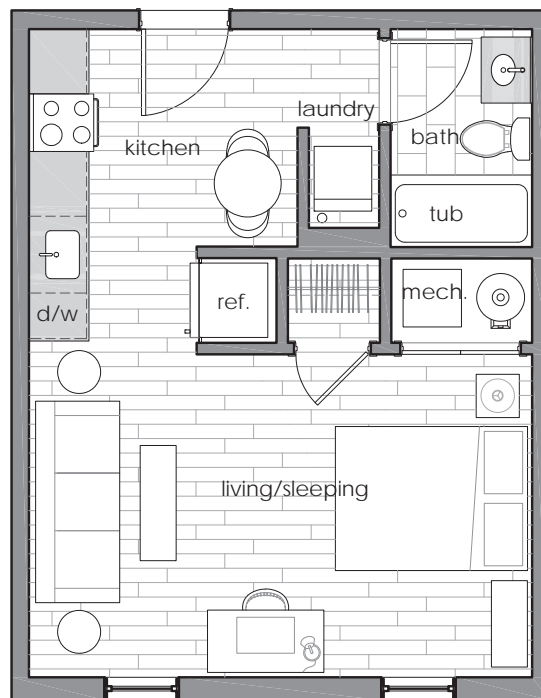 laundry
kitchen
bath
tub
ref.
mech.
d/w
living/sleeping